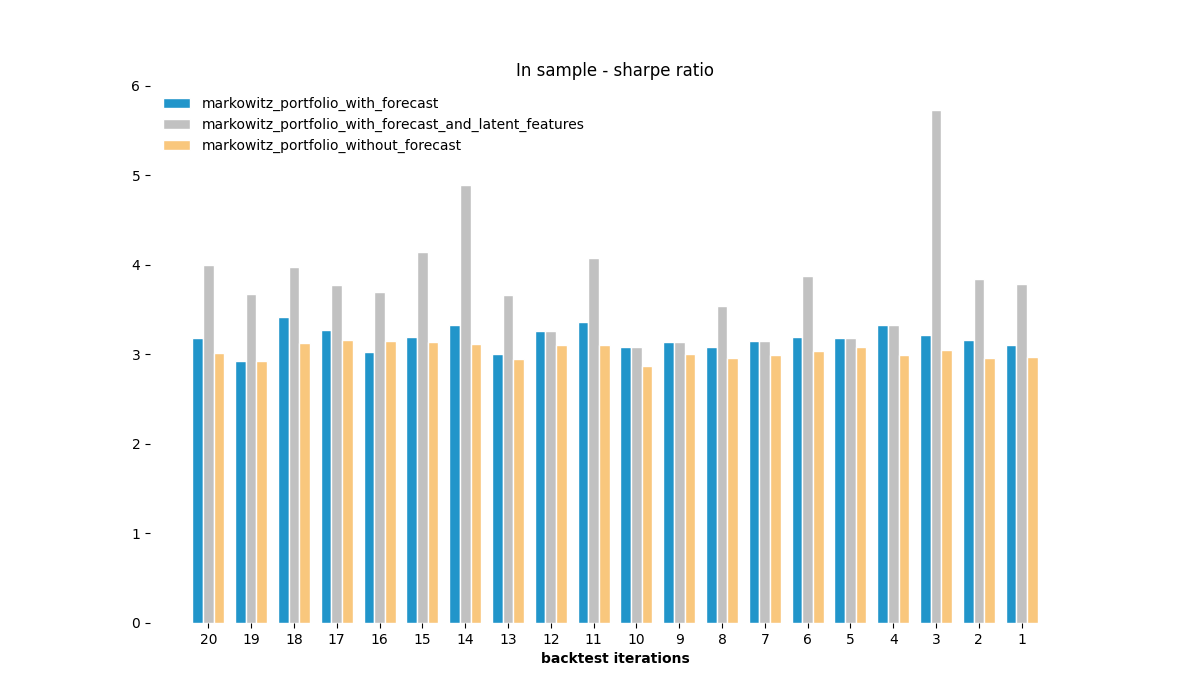 In sample - sharpe ratio
6
markowitz_portfolio_with_forecast
markowitz_portfolio_with_forecast_and_latent_features
markowitz_portfolio_without_forecast
5
4
3
2
1
0
20 19 18 17 16 15 14 13 12 11 10 9 8 7 6 5 4 3 2 1
backtest iterations